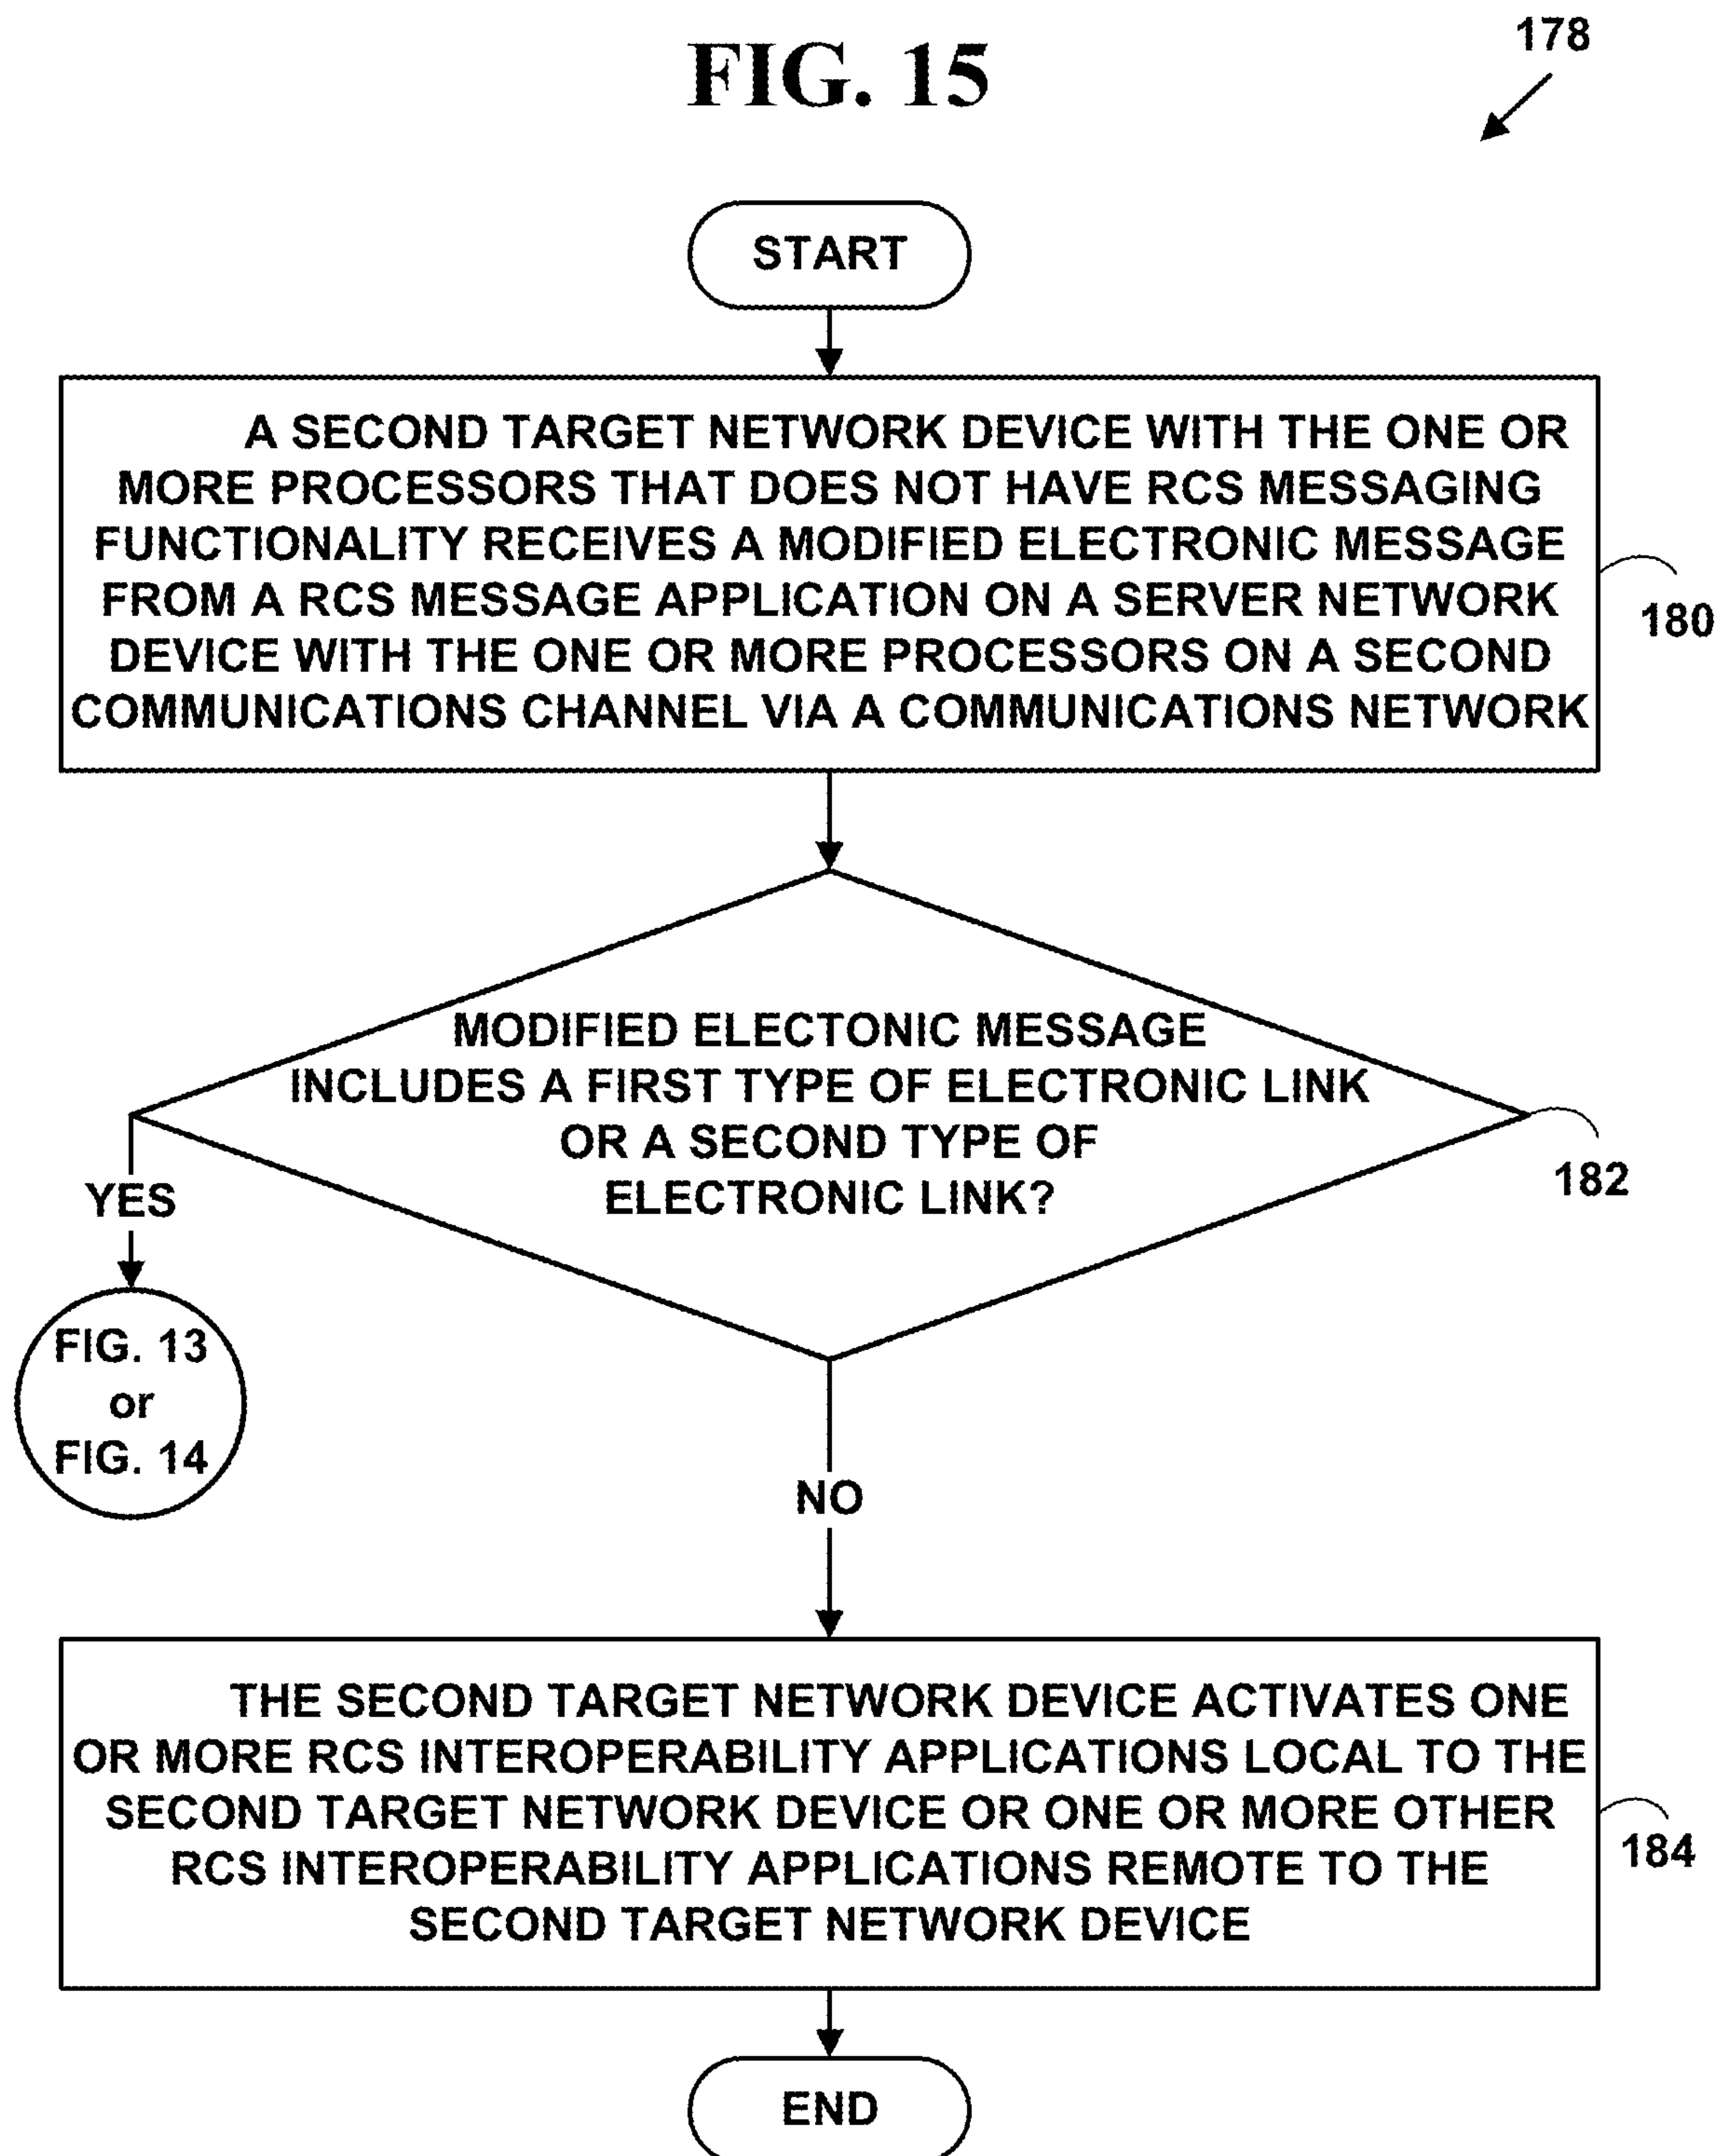 FIG. 15
178
START
A SECOND TARGET NETWORK DEVICE WITH THE ONE OR
MORE PROCESSORS THAT DOES NOT HAVE RCS MESSAGING
FUNCTIONALITY RECEIVES A MODIFIED ELECTRONIC MESSAGE
FROM A RCS MESSAGE APPLICATION ON A SERVER NETWORK
DEVICE WITH THE ONE OR MORE PROCESSORS ON A SECOND
COMMUNICATIONS CHANNEL VIA A COMMUNICATIONS NETWORK
180
MODIFIED ELECTONIC MESSAGE
INCLUDES A FIRST TYPE OF ELECTRONIC LINK
OR A SECOND TYPE OF
ELECTRONIC LINK?
182
YES
FIG. 13
or
FIG. 14
NO
THE SECOND TARGET NETWORK DEVICE ACTIVATES ONE
OR MORE RCS INTEROPERABILITY APPLICATIONS LOCAL TO THE
SECOND TARGET NETWORK DEVICE OR ONE OR MORE OTHER
RCS INTEROPERABILITY APPLICATIONS REMOTE TO THE
SECOND TARGET NETWORK DEVICE
184
END